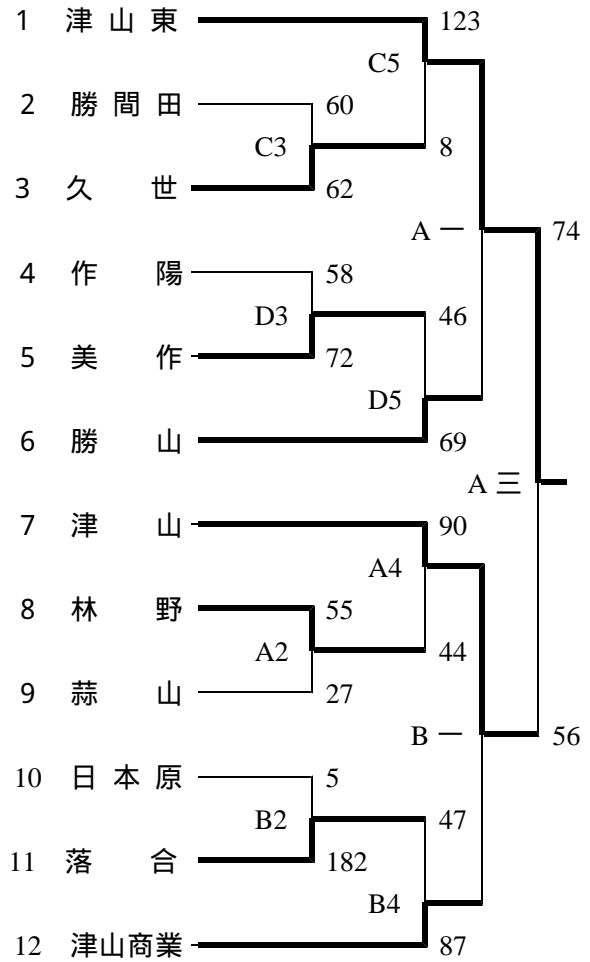 1 津山東 123
C5
2 勝間田 60
C3 8
3 久世 62
A 一 74
4 作陽 58
D3 46
5 美作 72
D5
6 勝山 69
A 三
7 津山 90
A4
8 林野 55
A2 44
9 蒜山 27
B 一 56
10 日本原 5
B2 47
11 落合 182
B4
12 津山商業 87